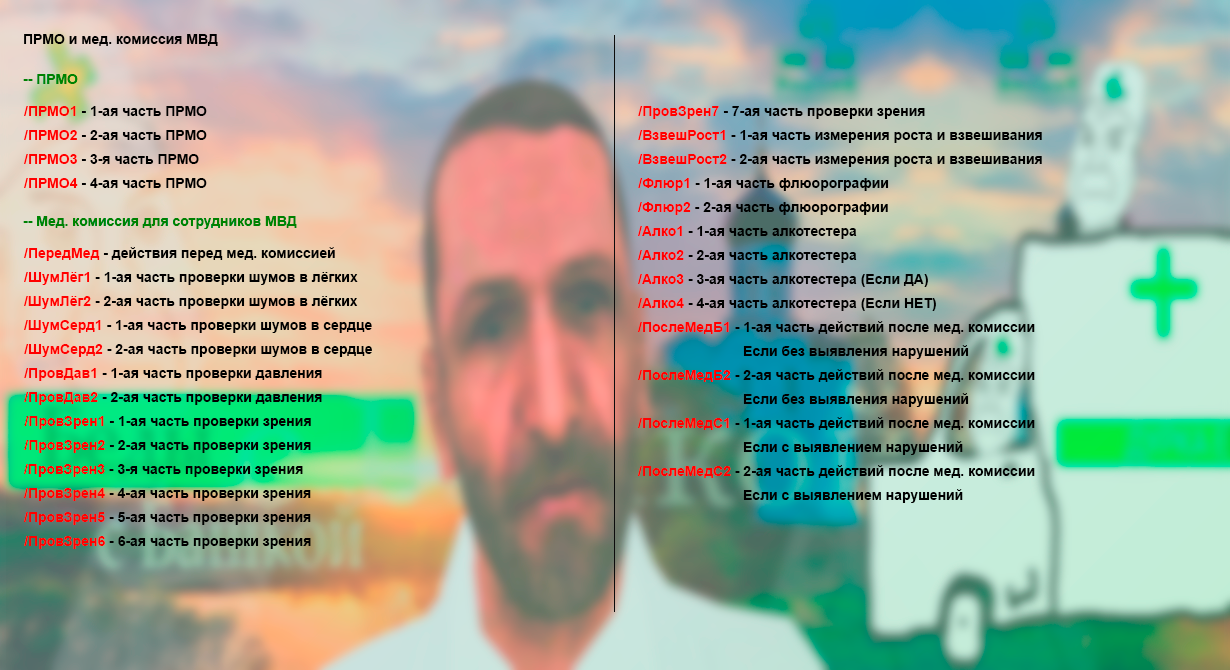 ПРМО и мед. комиссия МВД
-- ПРМО
/ПРМО1 - 1-ая часть ПРМО
/ПРМО2 - 2-ая часть ПРМО
/ПРМО3 - 3-я часть ПРМО
/ПРМО4 - 4-ая часть ПРМО
-- Мед. комиссия для сотрудников МВД
/ПередМед - действия перед мед. комиссией
/ШумЛёг1 - 1-ая часть проверки шумов в лёгких
/ШумЛёг2 - 2-ая часть проверки шумов в лёгких
/ШумСерд1 - 1-ая часть проверки шумов в сердце
/ШумСерд2 - 2-ая часть проверки шумов в сердце
/ПровДав1 - 1-ая часть проверки давления
/ПровДав2 - 2-ая часть проверки давления
/ПровЗрен1 - 1-ая часть проверки зрения
/ПровЗрен2 - 2-ая часть проверки зрения
/ПровЗрен3 - 3-я часть проверки зрения
/ПровЗрен4 - 4-ая часть проверки зрения
/ПровЗрен5 - 5-ая часть проверки зрения
/ПровЗрен6 - 6-ая часть проверки зрения
/ПровЗрен7 - 7-ая часть проверки зрения
/ВзвешРост1 - 1-ая часть измерения роста и взвешивания
/ВзвешРост2 - 2-ая часть измерения роста и взвешивания
/Флюр1 - 1-ая часть флюорографии
/Флюр2 - 2-ая часть флюорографии
/Алко1 - 1-ая часть алкотестера
/Алко2 - 2-ая часть алкотестера
/Алко3 - 3-ая часть алкотестера (Если ДА)
/Алко4 - 4-ая часть алкотестера (Если НЕТ)
/ПослеМедБ1 - 1-ая часть действий после мед. комиссии
Если без выявления нарушений
/ПослеМедБ2 - 2-ая часть действий после мед. комиссии
Если без выявления нарушений
/ПослеМедС1 - 1-ая часть действий после мед. комиссии
Если с выявлением нарушений
/ПослеМедС2 - 2-ая часть действий после мед. комиссии
Если с выявлением нарушений